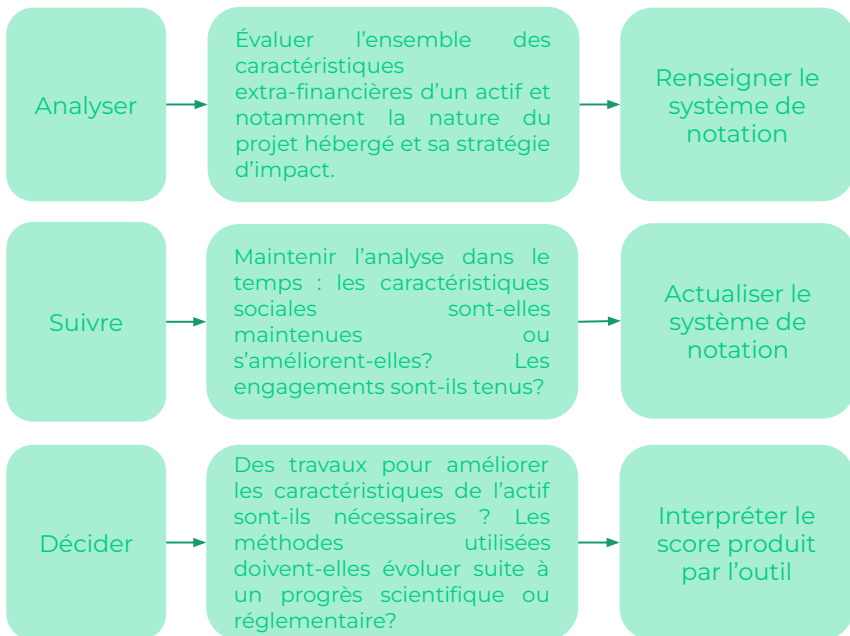 Analyser
Évaluer l’ensemble des
caractéristiques
extra-financières d’un actif et
notamment la nature du
projet hébergé et sa stratégie
d’impact.
Renseigner le
système de
notation
Suivre
Maintenir l’analyse dans le
temps : les caractéristiques
sociales sont-elles
maintenues ou
s’améliorent-elles? Les
engagements sont-ils tenus?
Actualiser le
système de
notation
Décider
Des travaux pour améliorer
les caractéristiques de l’actif
sont-ils nécessaires ? Les
méthodes utilisées
doivent-elles évoluer suite à
un progrès scientifique ou
réglementaire?
Interpréter le
score produit
par l’outil